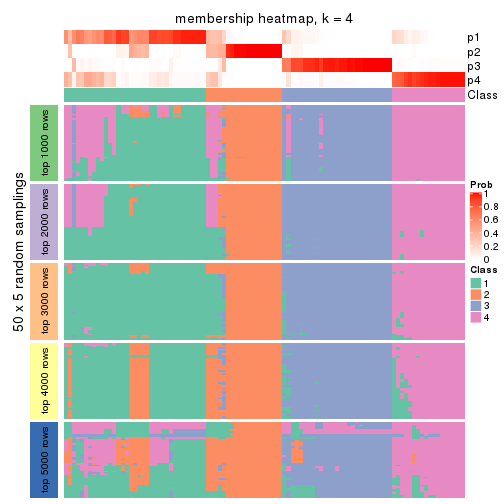 membership heatmap, k = 4
p1
p2
p3
p4
Class
50 x 5 random samplings
top 1000 rows
top 2000 rows
top 3000 rows
top 4000 rows
top 5000 rows
Prob
1
0.8
0.6
0.4
0.2
0
Class
1
2
3
4